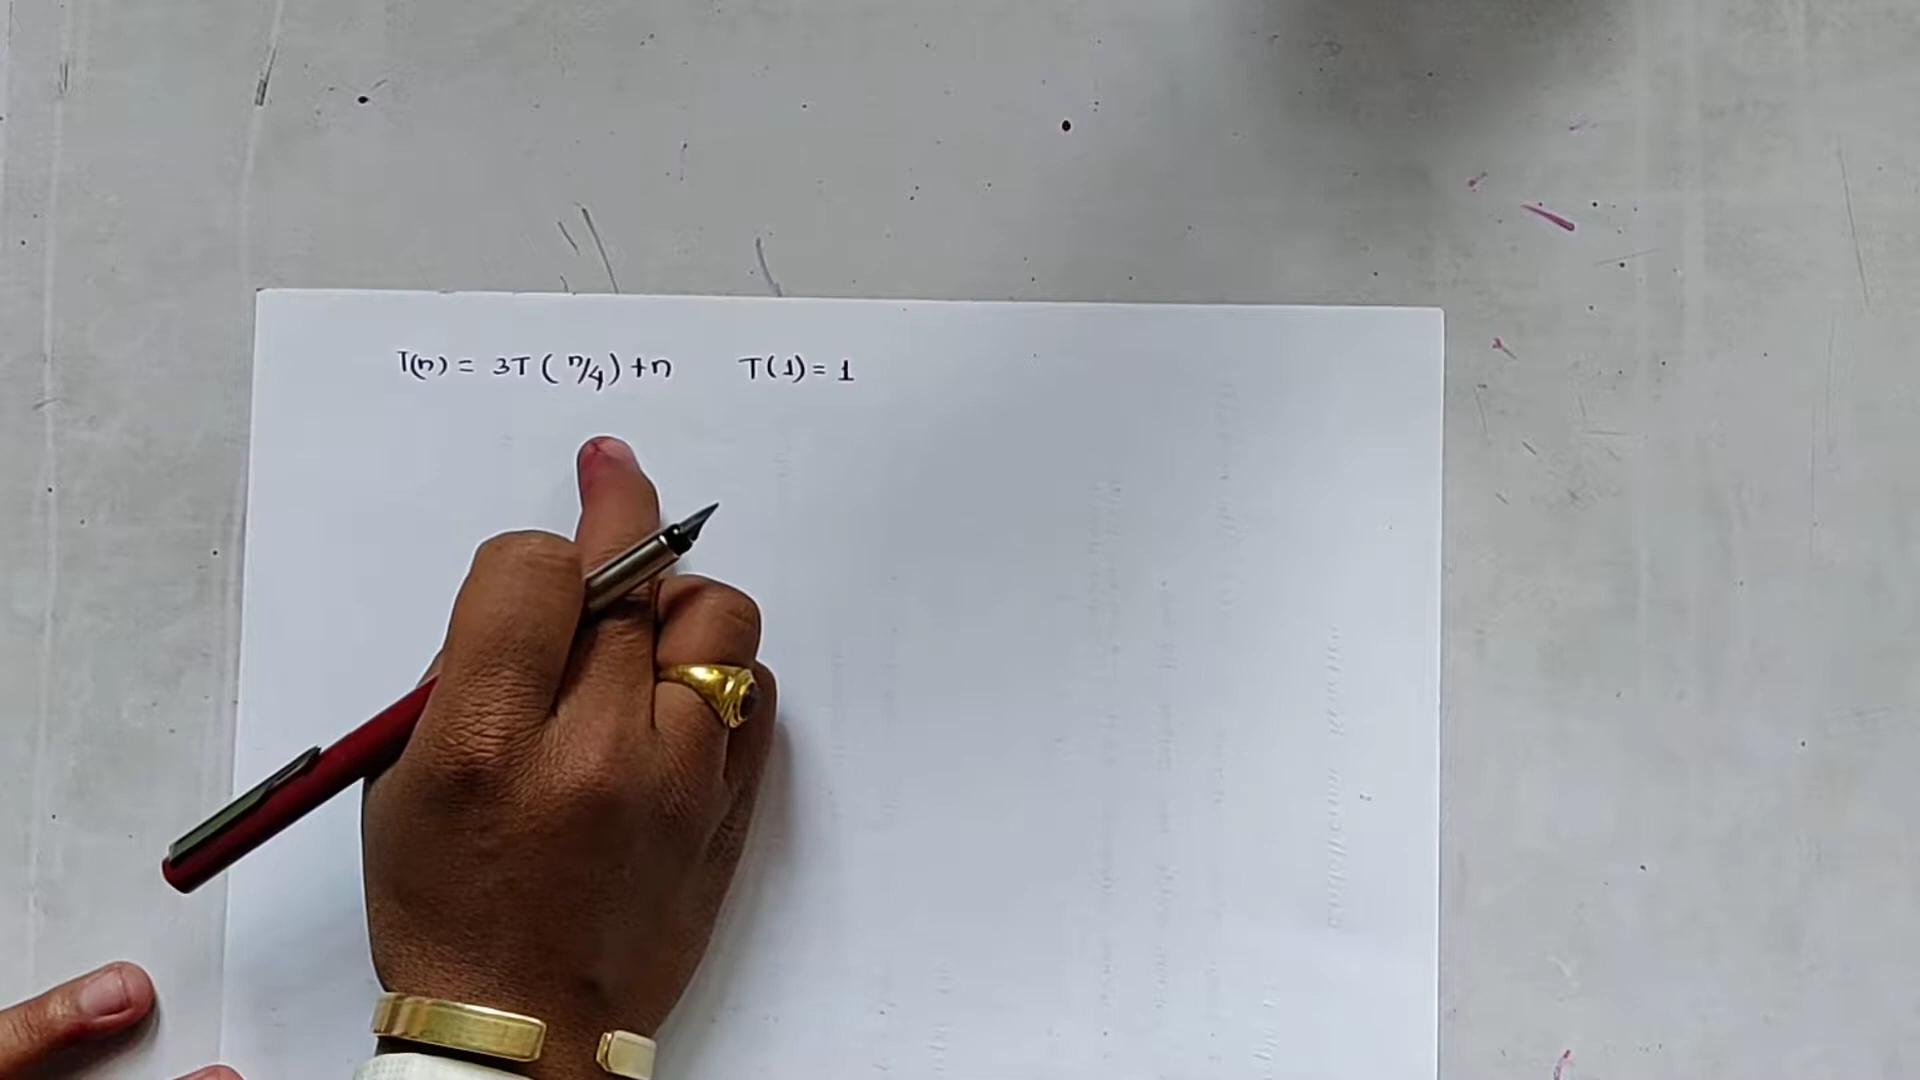 T(n) = 3T(n/4)+n T(1)=1